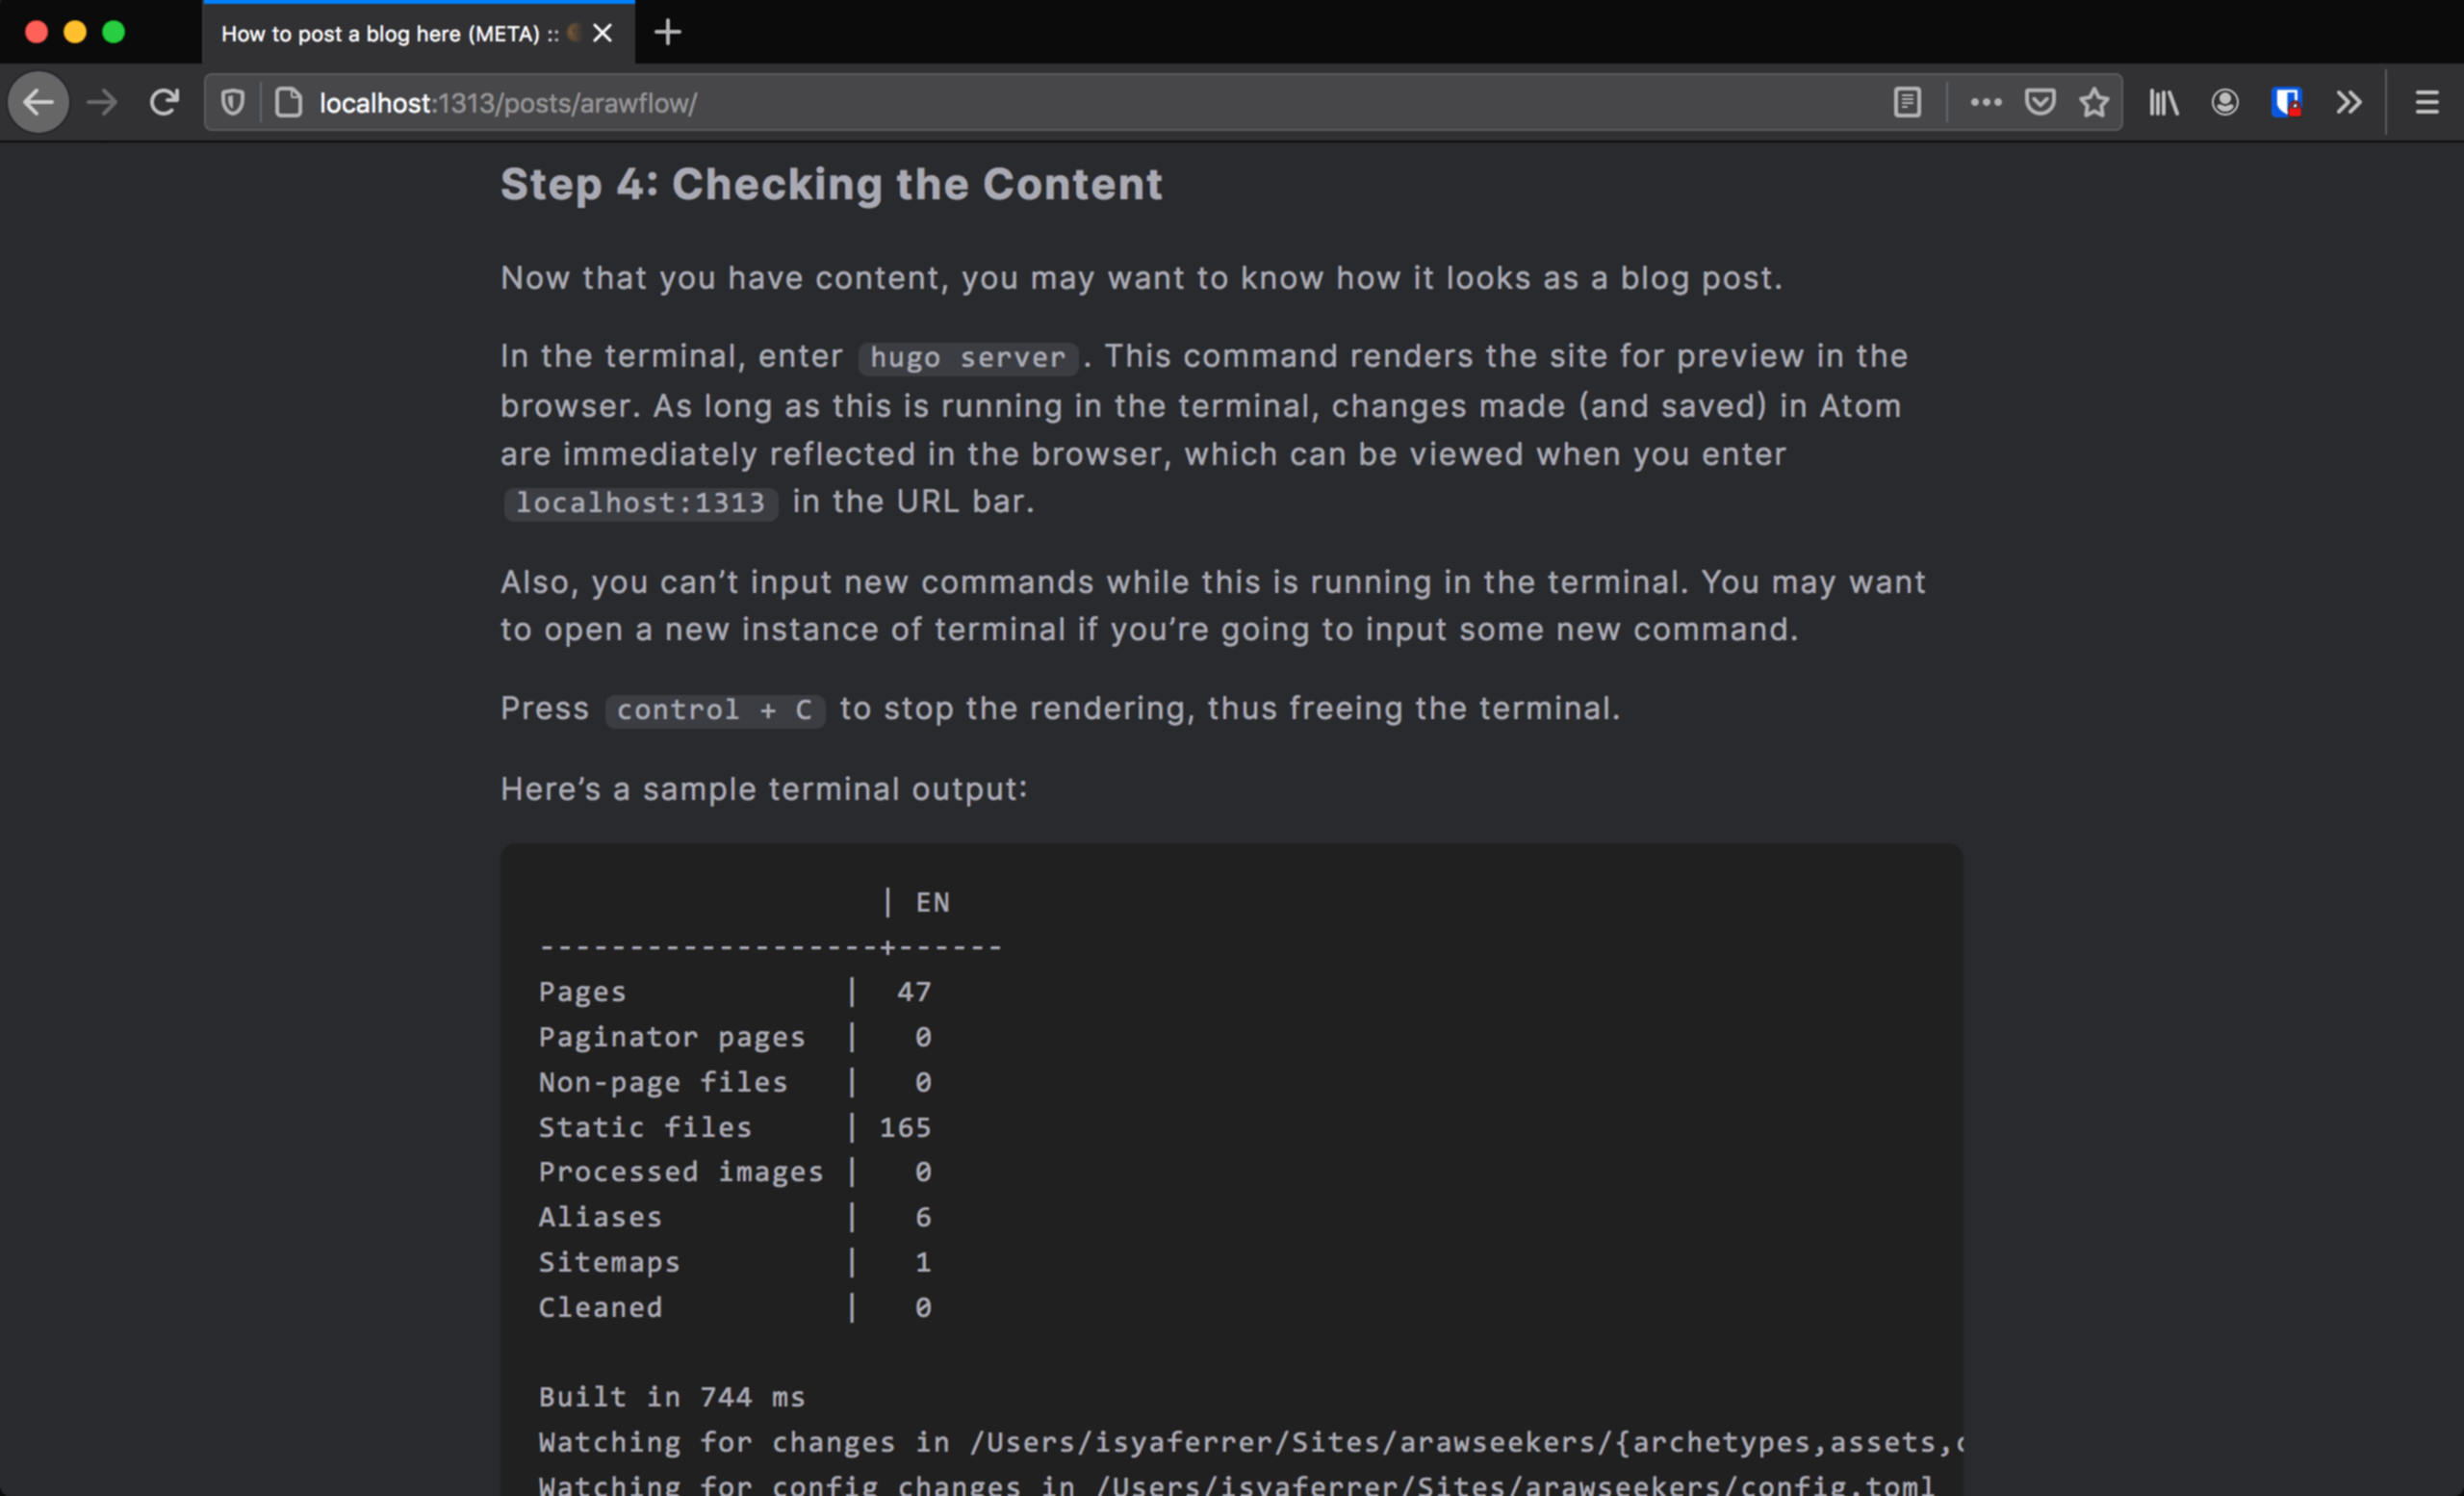 How to post a blog here (META) ::
localhost:1313/posts/arawflow/
Step 4: Checking the Content
Now that you have content, you may want to know how it looks as a blog post.
In the terminal, enter hugo server. This command renders the site for preview in the
browser. As long as this is running in the terminal, changes made (and saved) in Atom
are immediately reflected in the browser, which can be viewed when you enter
localhost:1313 in the URL bar.
Also, you can’t input new commands while this is running in the terminal. You may want
to open a new instance of terminal if you’re going to input some new command.
Press control + C to stop the rendering, thus freeing the terminal.
Here’s a sample terminal output:
| EN
-------------------+------
Pages | 47
Paginator pages | 0
Non-page files | 0
Static files | 165
Processed images | 0
Aliases | 6
Sitemaps | 1
Cleaned | 0
Built in 744 ms
Watching for changes in /Users/isyaferrer/Sites/arawseekers/{archetypes,assets,
Watching for config changes in /Users/isyaferrer/Sites/arawseekers/config.toml